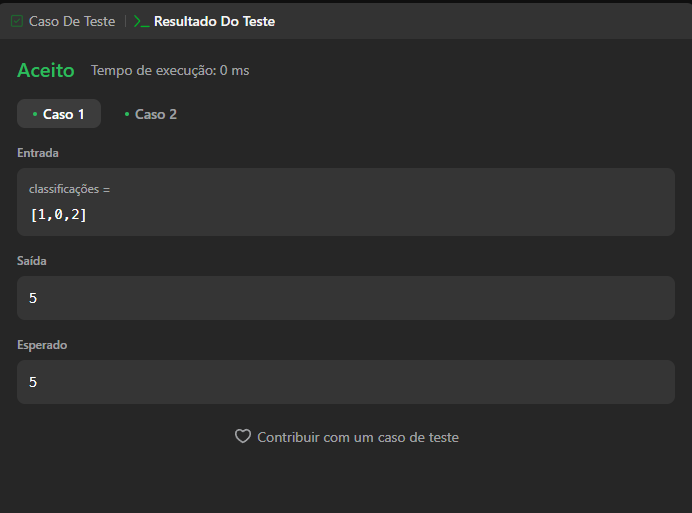 Caso De Teste
Resultado Do Teste
Aceito Tempo de execução: 0 ms
Caso 1 Caso 2
Entrada
classificações =
[1,0,2]
Saída
5
Esperado
5
Contribuir com um caso de teste